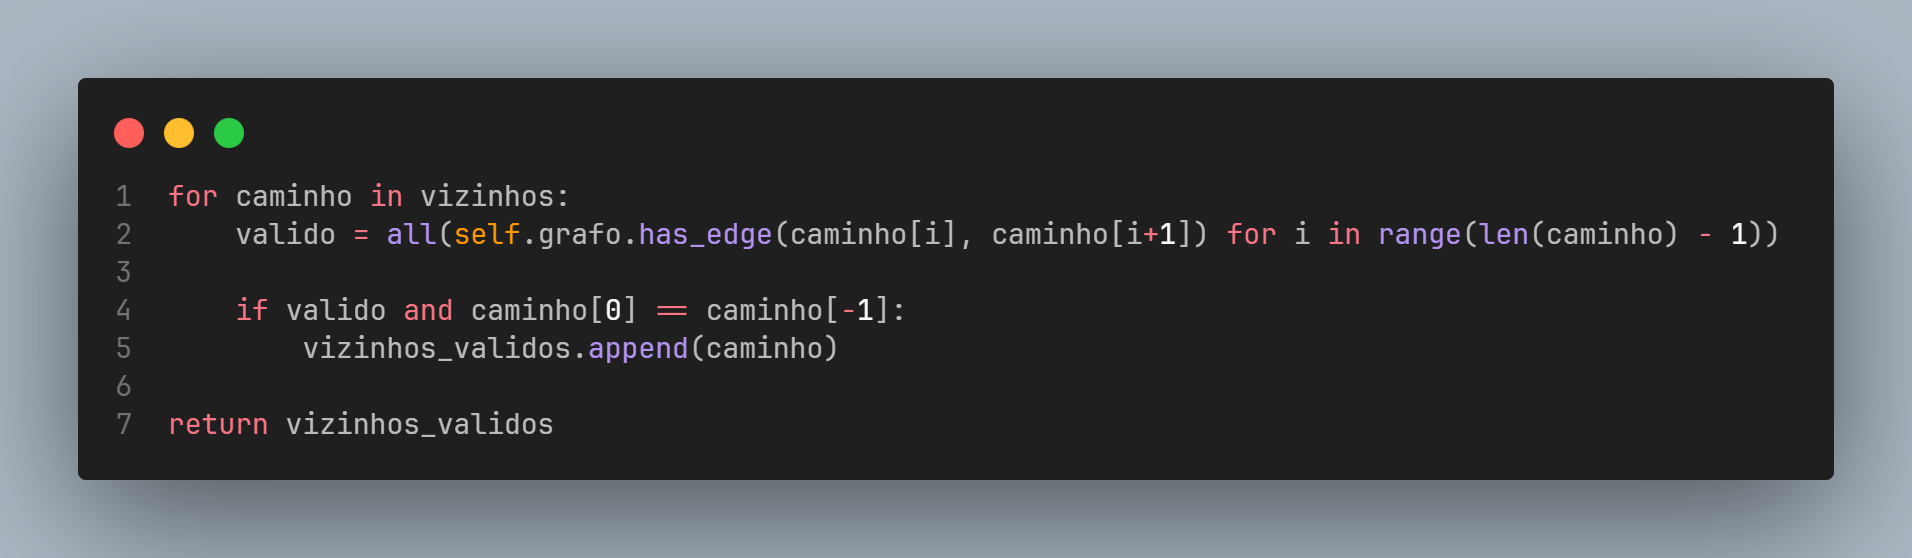 1 for caminho in vizinhos:
2     valido = all(self.grafo.has_edge(caminho[i], caminho[i+1]) for i in range(len(caminho) - 1))
3
4     if valido and caminho[0] == caminho[-1]:
5         vizinhos_validos.append(caminho)
6
7 return vizinhos_validos